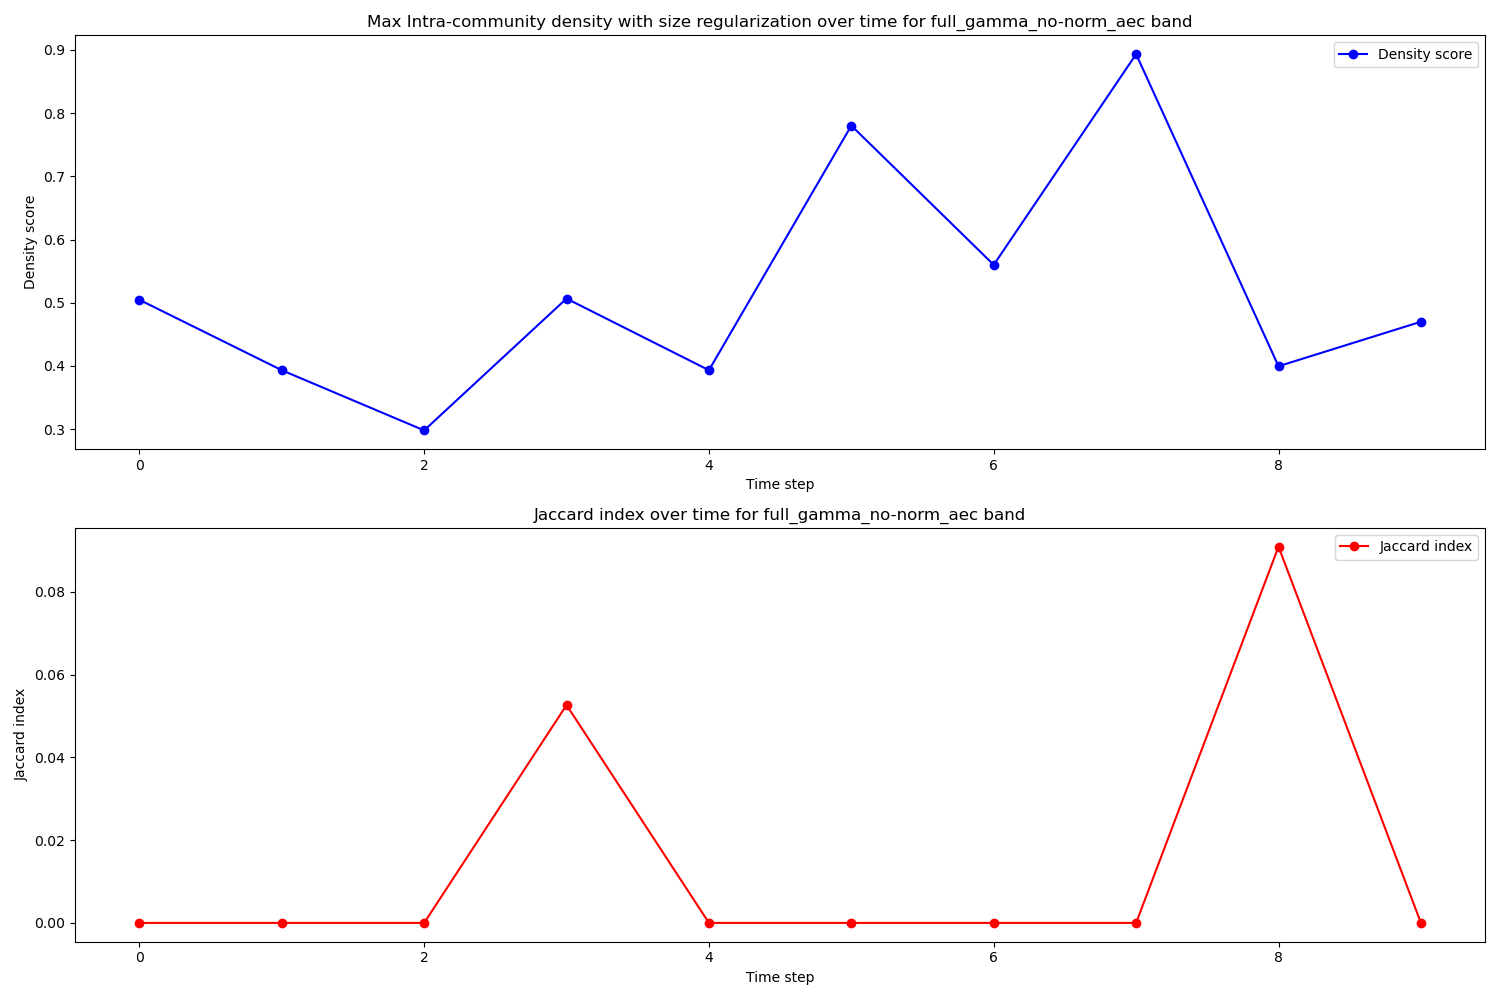 Max Intra-community density with size regularization over time for full_gamma_no-norm_aec band
Density score
0.9
0.8
0.7
0.6
0.5
0.4
0.3
Density score
0
2
4
6
8
Time step
Jaccard index over time for full_gamma_no-norm_aec band
Jaccard index
0.08
0.06
0.04
0.02
0.00
Jaccard index
0
2
4
6
8
Time step